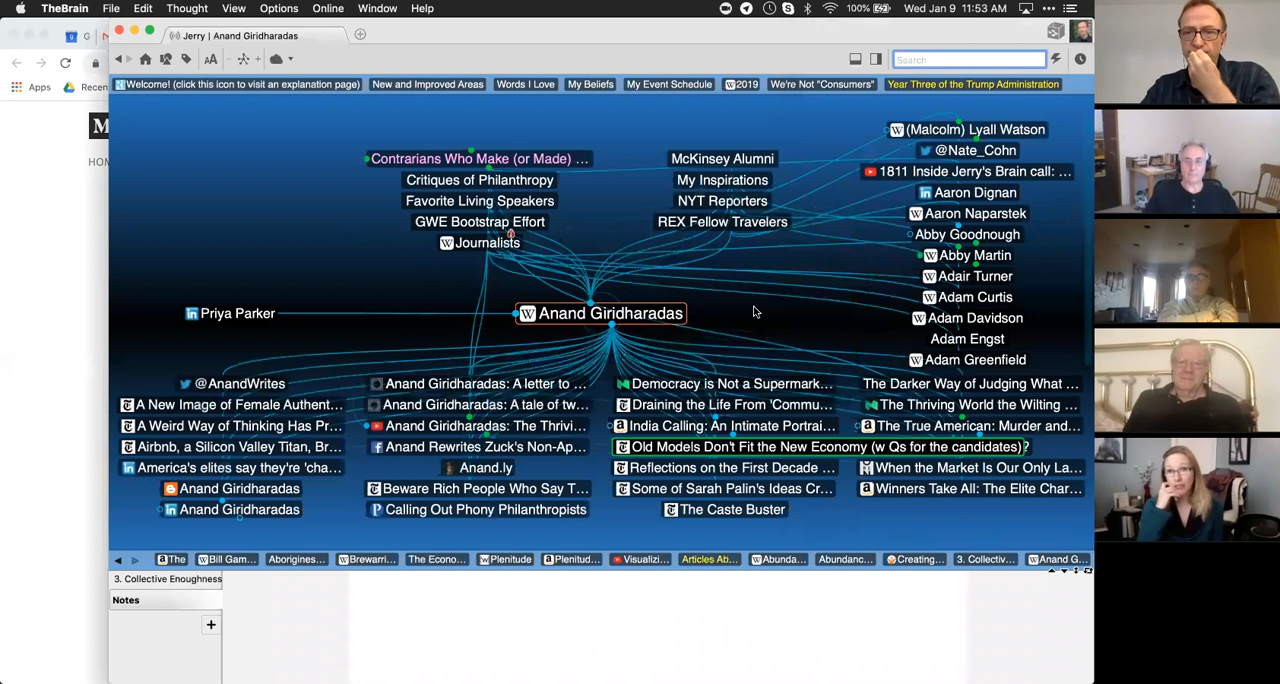 TheBrain File Edit Thought View Options Online Window Help
100% Wed Jan 9 11:53 AM
Jerry | Anand Giridharadas
Search
Apps
Welcome! (click this icon to visit an explanation page) New and Improved Areas Words I Love My Beliefs My Event Schedule 2019 We're Not "Consumers" Year Three of the Trump Administration
Contrarians Who Make (or Made) ...
Critiques of Philanthropy
Favorite Living Speakers
GWE Bootstrap Effort
Journalists
McKinsey Alumni
My Inspirations
NYT Reporters
REX Fellow Travelers
(Malcolm) Lyall Watson
@Nate_Cohn
1811 Inside Jerry's Brain call: ...
Aaron Dignan
Aaron Naparstek
Abby Goodnough
Abby Martin
Adair Turner
Adam Curtis
Adam Davidson
Adam Engst
Adam Greenfield
Priya Parker
Anand Giridharadas
@AnandWrites
A New Image of Female Authent...
A Weird Way of Thinking Has Pr...
Airbnb, a Silicon Valley Titan, Br...
America's elites say they're 'cha...
Anand Giridharadas
Anand Giridharadas
Anand Giridharadas: A letter to ...
Anand Giridharadas: A tale of tw...
Anand Giridharadas: The Thrivi...
Anand Rewrites Zuck's Non-Ap...
Anand.ly
Beware Rich People Who Say T...
Calling Out Phony Philanthropists
Democracy is Not a Supermark...
Draining the Life From 'Commu...
India Calling: An Intimate Portrai...
Old Models Don't Fit the New Economy (w Qs for the candidates)?
Reflections on the First Decade ...
Some of Sarah Palin's Ideas Cr...
The Caste Buster
The Darker Way of Judging What ...
The Thriving World the Wilting ...
The True American: Murder and...
When the Market Is Our Only La...
Winners Take All: The Elite Char...
The Bill Gam... Aborigines... Brewarri... The Econo... Plenitude Plenitud... Visualizi... Articles Ab... Abunda... Abundanc... Creating... 3. Collectiv... Anand G...
3. Collective Enoughness
Notes